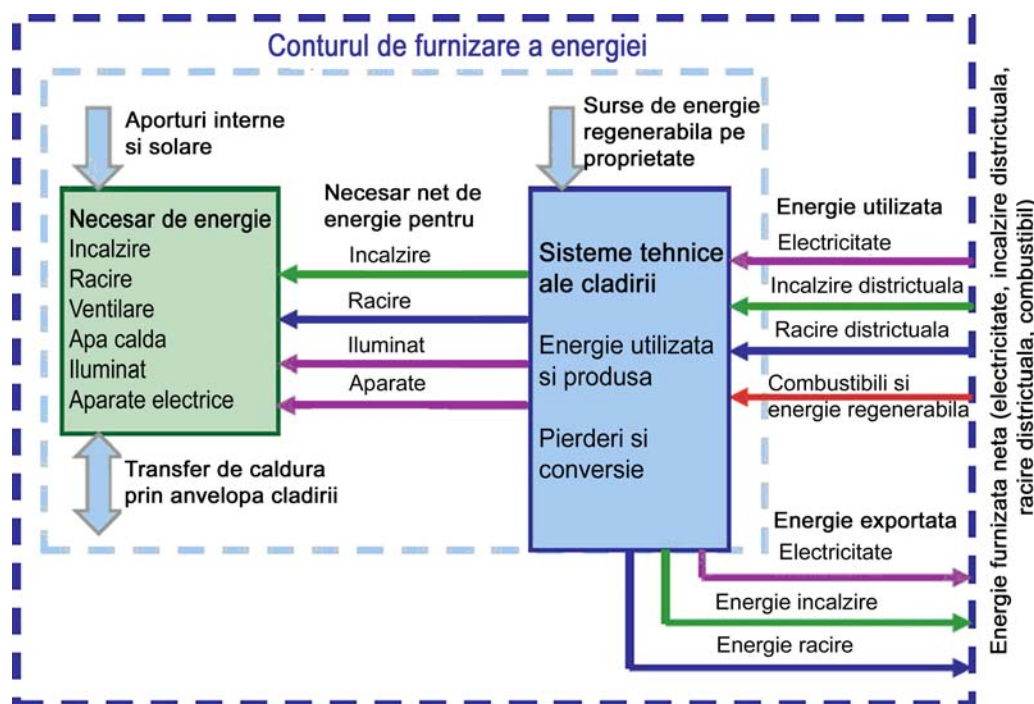 Conturul de furnizare a energiei
Aporturi interne
si solare
Surse de energie
regenerabila pe
proprietate
Necesar de energie
Incalzire
Racire
Ventilare
Apa calda
Iluminat
Aparate electrice
Necesar net de
energie pentru
Incalzire
Racire
Iluminat
Aparate
Sisteme tehnice
ale cladirii
Energie utilizata
si produsa
Pierderi si
conversie
Energie utilizata
Electricitate
Incalzire districtuala
Racire districtuala
Combustibili si
energie regenerabila
Transfer de caldura
prin anvelopa cladirii
Energie exportata
Electricitate
Energie incalzire
Energie racire
Energie furnizata neta (electricitate, incalzire districtuala,
racire districtuala, combustibil)